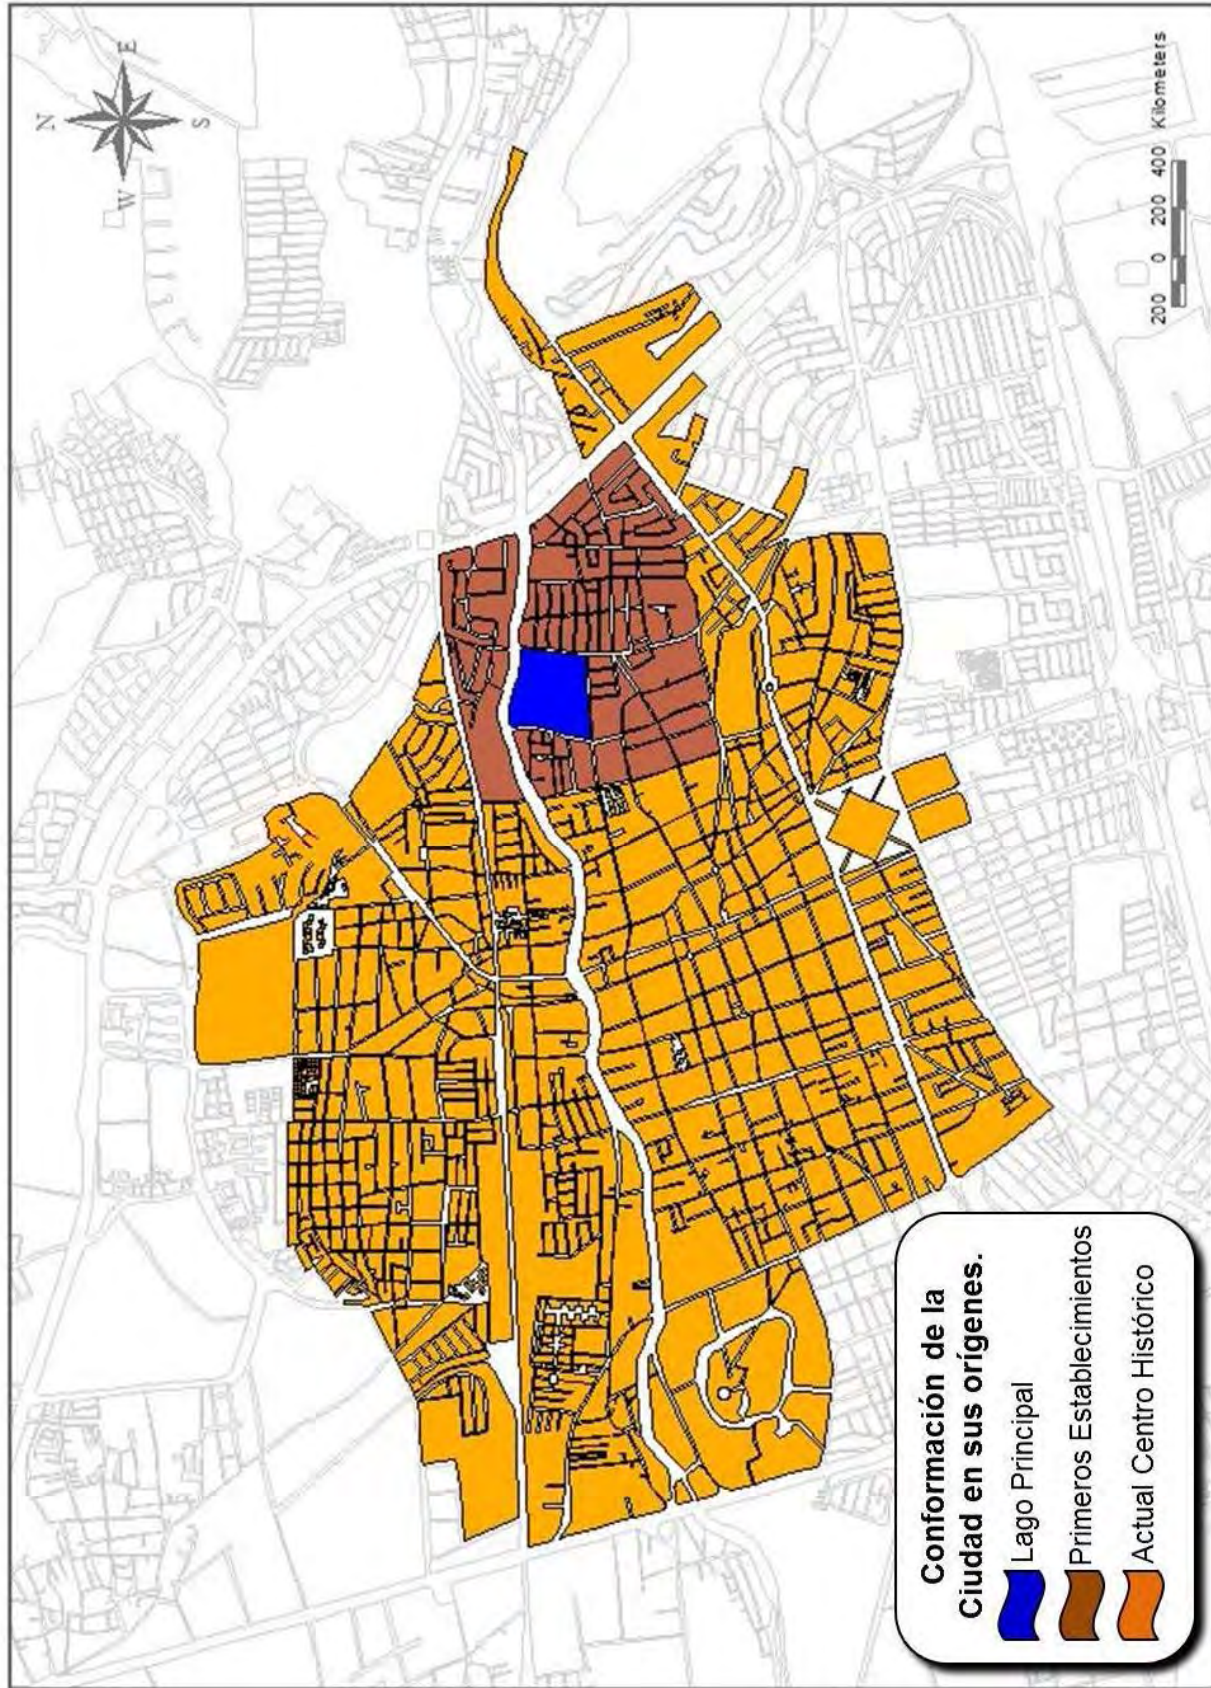 N
W
E
S
200 0 200 400 Kilometers
Conformación de la
Ciudad en sus orígenes.
Lago Principal
Primeros Establecimientos
Actual Centro Histórico